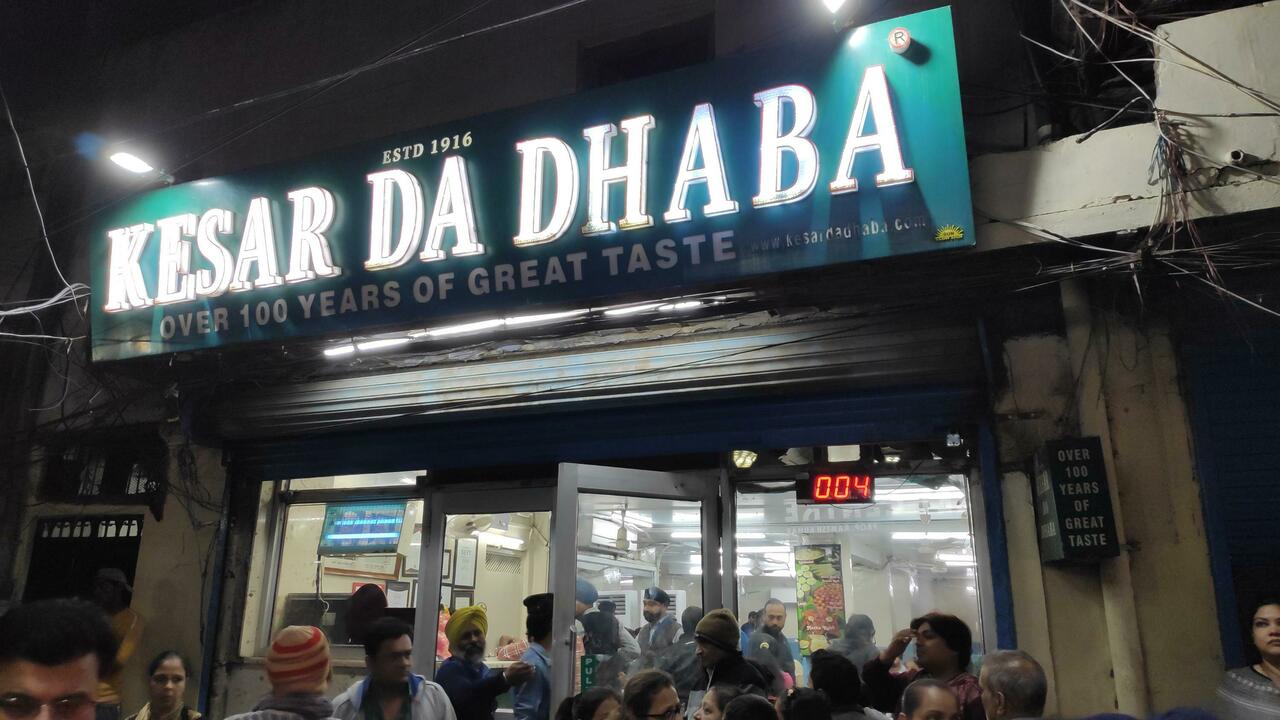 ESTD 1916
®
KESAR DA DHABA
OVER 100 YEARS OF GREAT TASTE
www.kesardadhaba.com
004
OVER
100
YEARS
OF
GREAT
TASTE
PULL